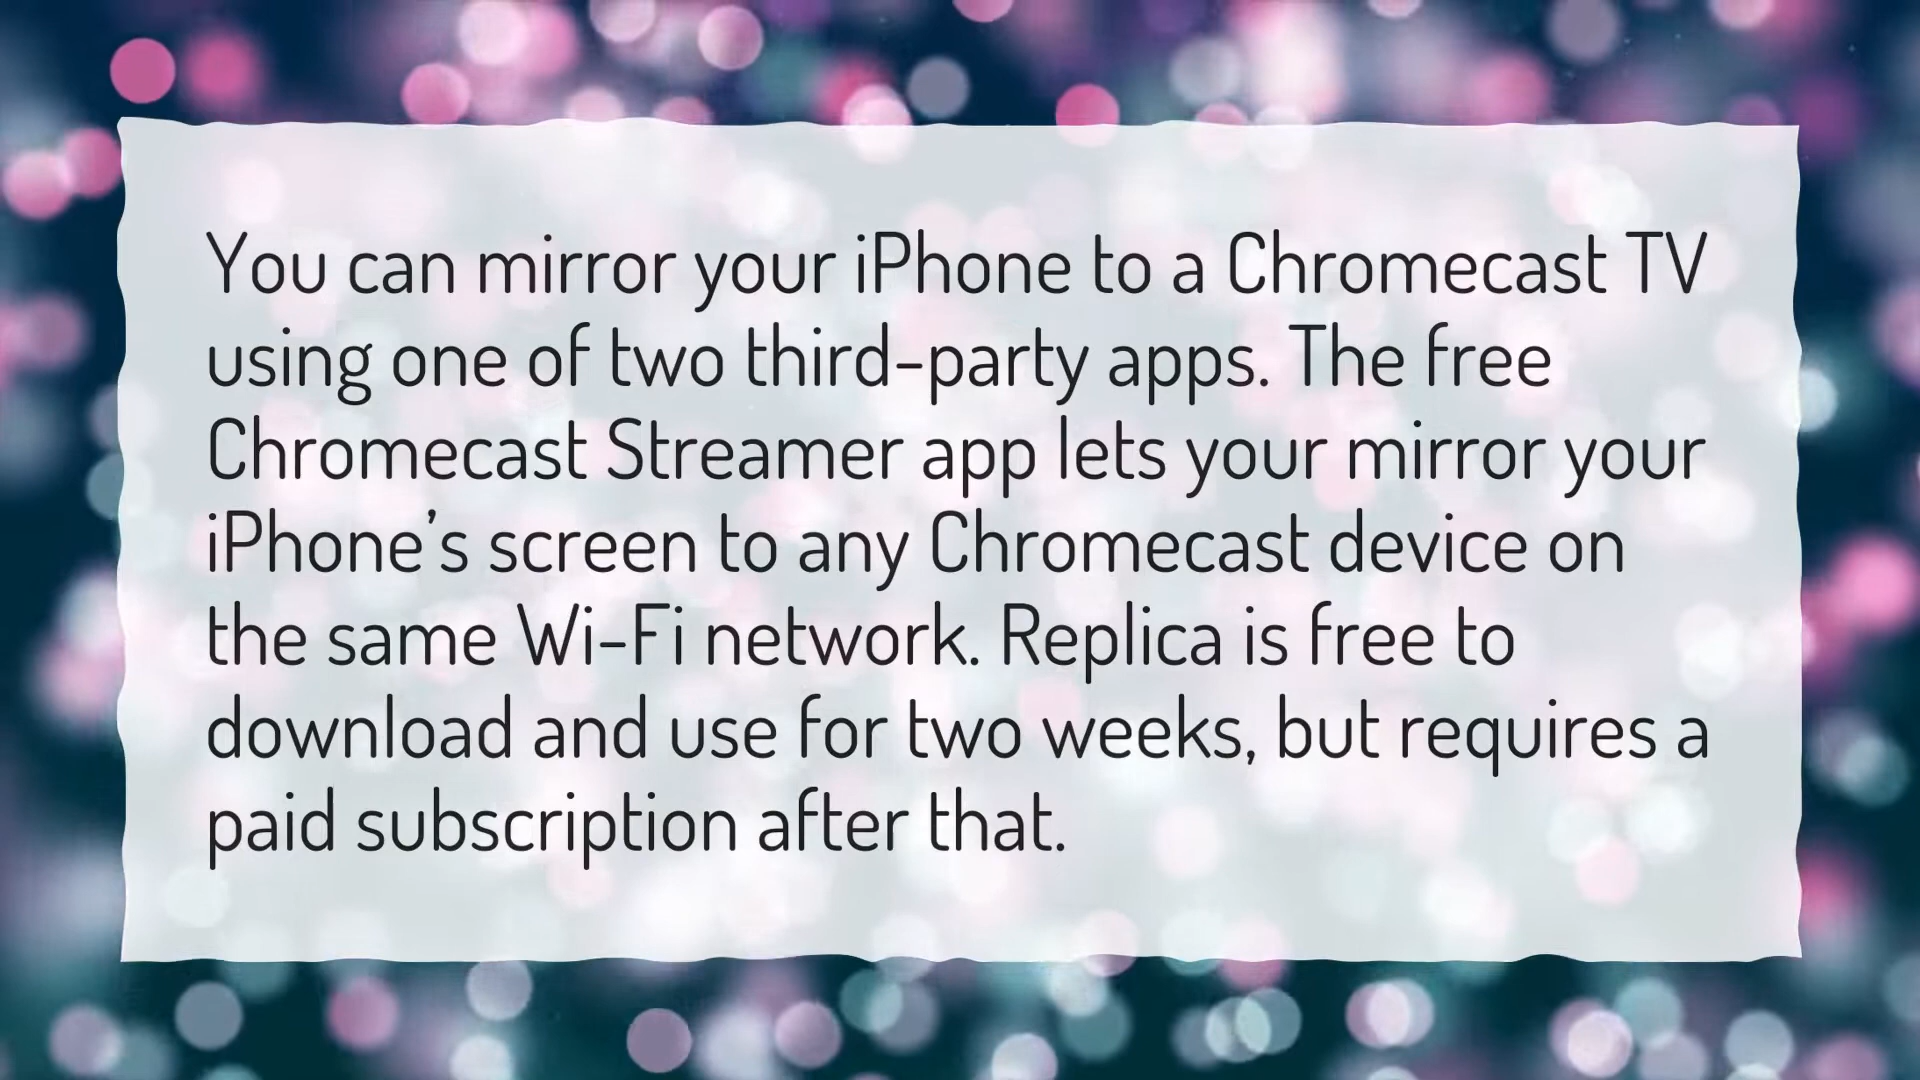 You can mirror your iPhone to a Chromecast TV
using one of two third-party apps. The free
Chromecast Streamer app lets your mirror your
iPhone’s screen to any Chromecast device on
the same Wi-Fi network. Replica is free to
download and use for two weeks, but requires a
paid subscription after that.